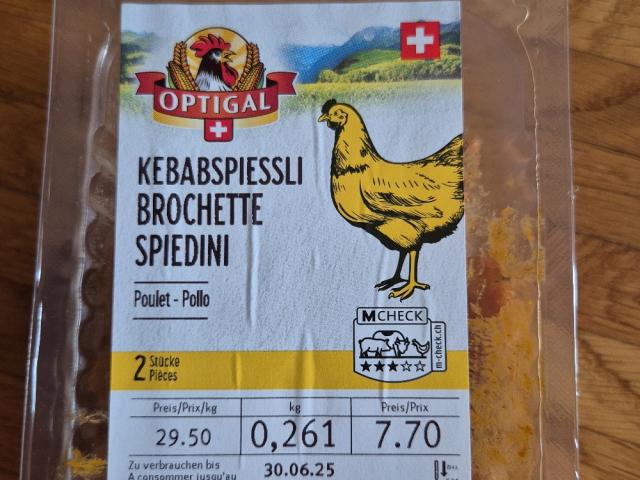 OPTIGAL
KEBABSPIESSLI
BROCHETTE
SPIEDINI
Poulet - Pollo
M CHECK
m-check.ch
2 Stücke
Pièces
Preis/Prix/kg kg Preis/Prix
29.50 0,261 7.70
Zu verbrauchen bis 30.06.25
A consommer jusqu'au